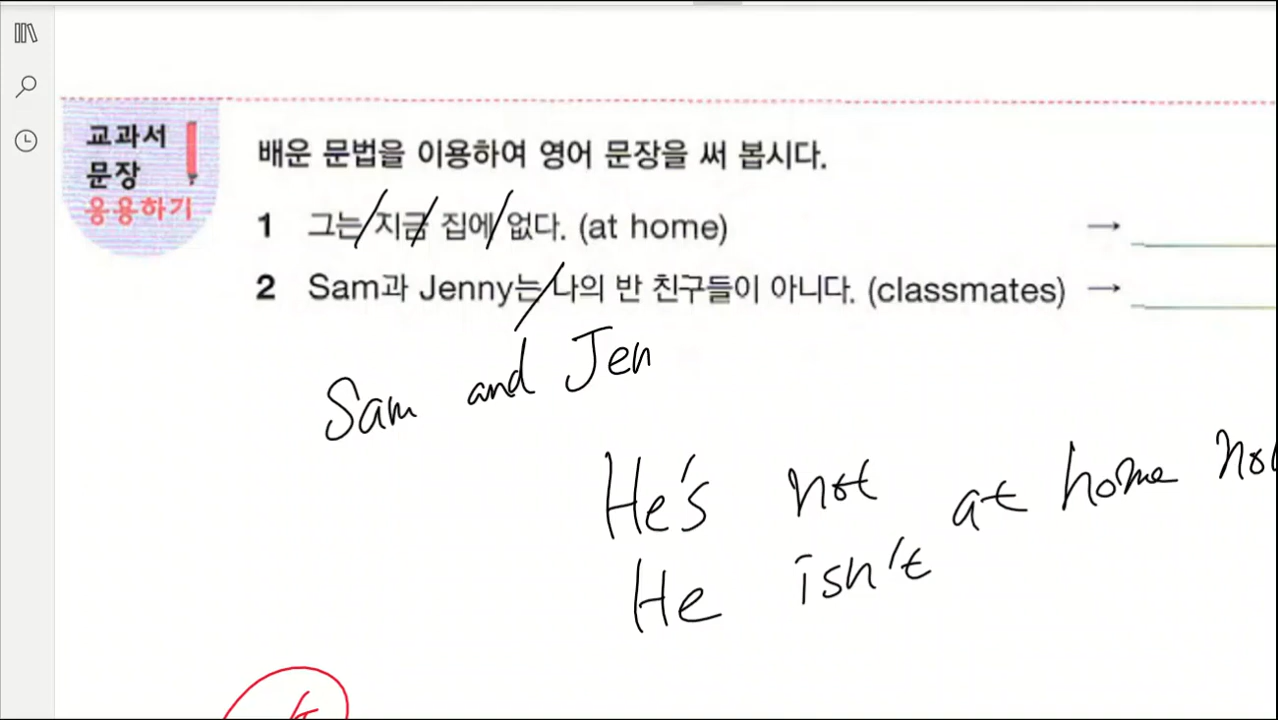 교과서
문장
응용하기
배운 문법을 이용하여 영어 문장을 써 봅시다.
1 그는/지금/집에/없다. (at home) →
2 Sam과 Jenny는/나의 반 친구들이 아니다. (classmates) →
Sam and Jen
He's not at home
He isn't